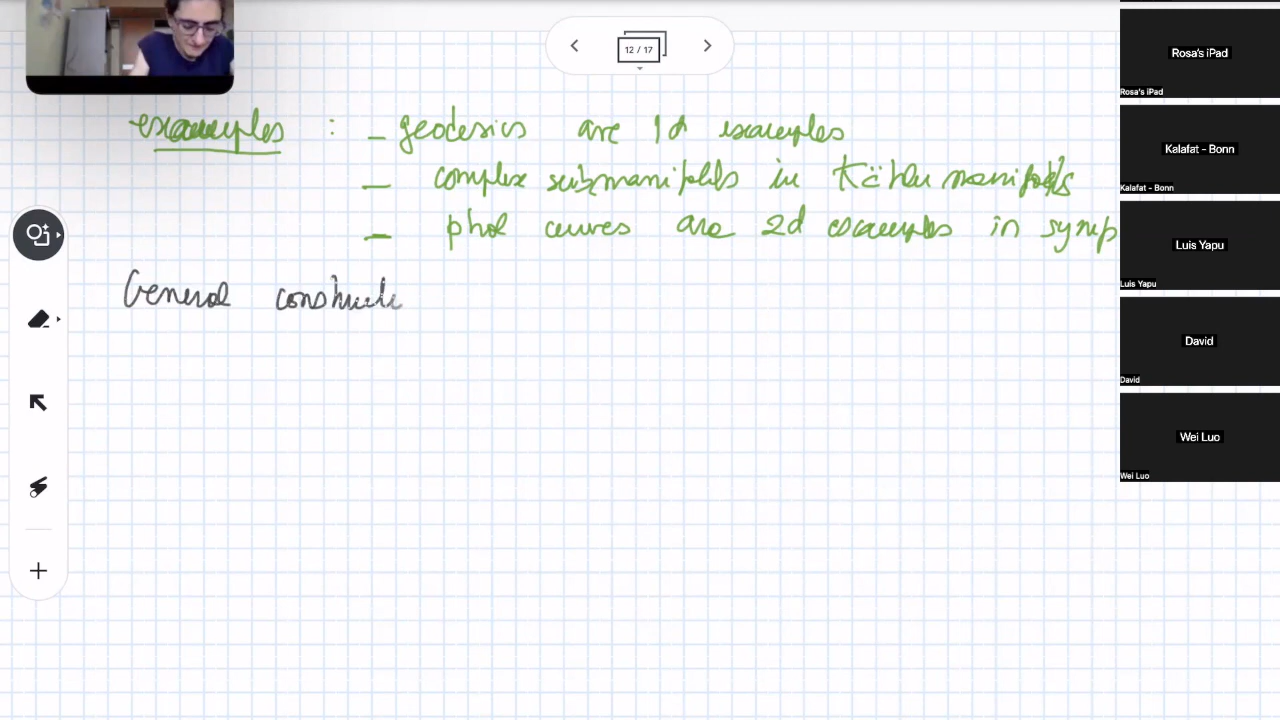 12 / 17
examples : - geodesics are 1d examples
- complex submanifolds in Kähler manifolds
- phol curves are 2d examples in symp
General constructi
Rosa's iPad
Rosa's iPad
Kalafat - Bonn
Kalafat - Bonn
Luis Yapu
Luis Yapu
David
David
Wei Luo
Wei Luo